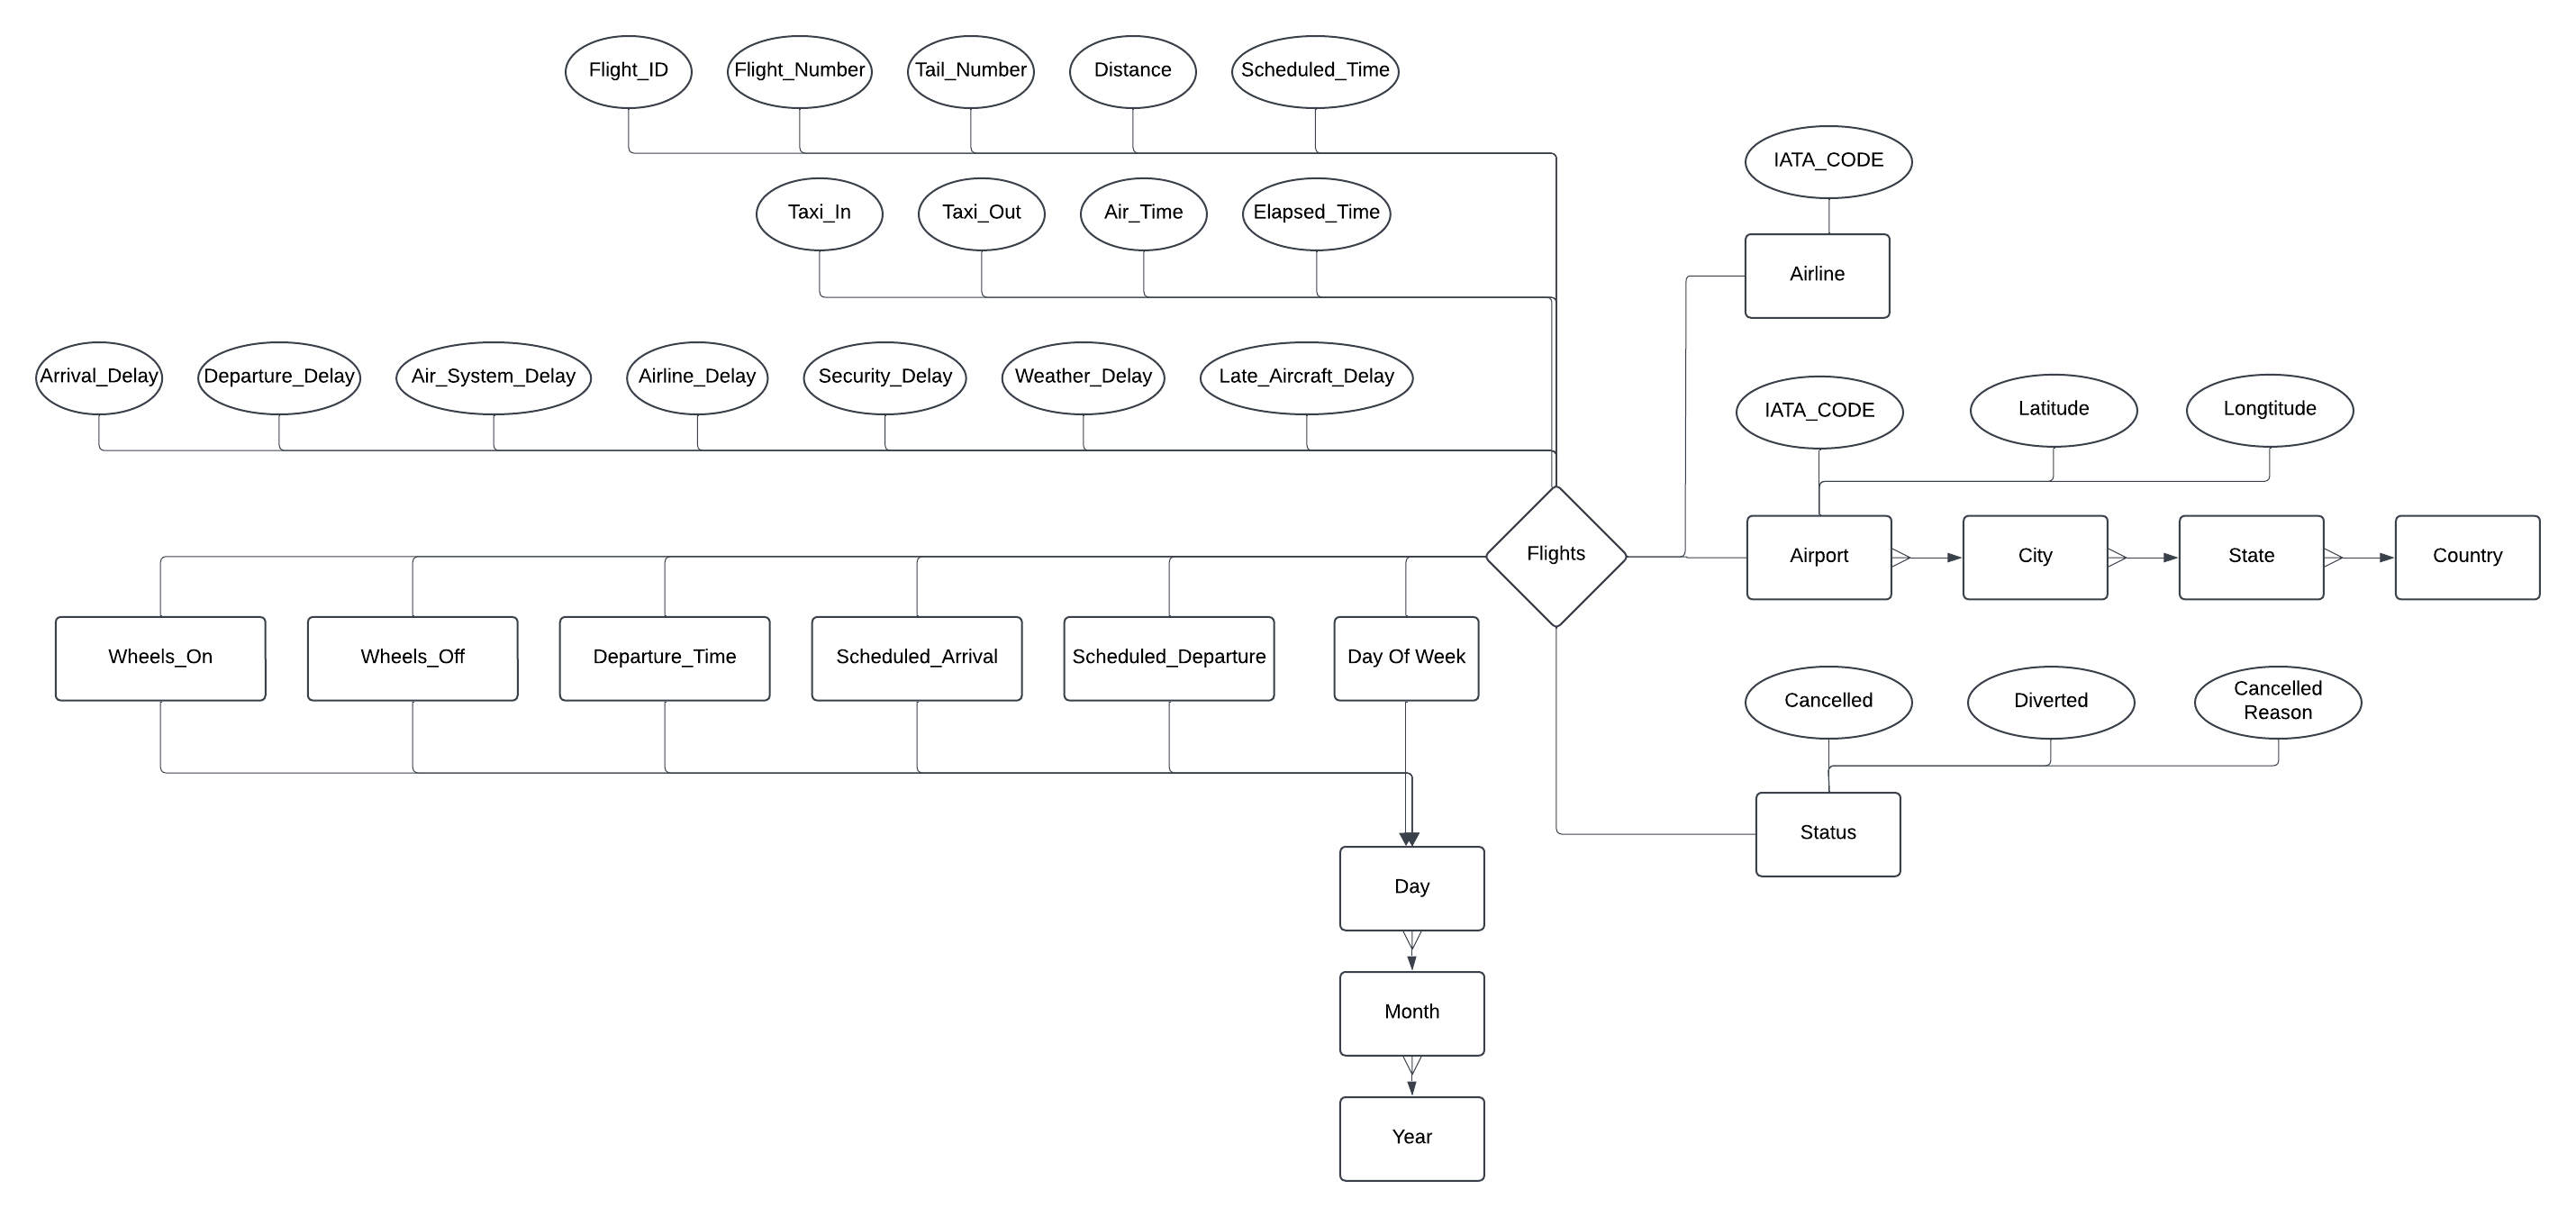 Flight_ID
Flight_Number
Tail_Number
Distance
Scheduled_Time
IATA_CODE
Taxi_In
Taxi_Out
Air_Time
Elapsed_Time
Airline
Arrival_Delay
Departure_Delay
Air_System_Delay
Airline_Delay
Security_Delay
Weather_Delay
Late_Aircraft_Delay
IATA_CODE
Latitude
Longtitude
Flights
Airport
City
State
Country
Wheels_On
Wheels_Off
Departure_Time
Scheduled_Arrival
Scheduled_Departure
Day Of Week
Cancelled
Diverted
Cancelled
Reason
Status
Day
Month
Year